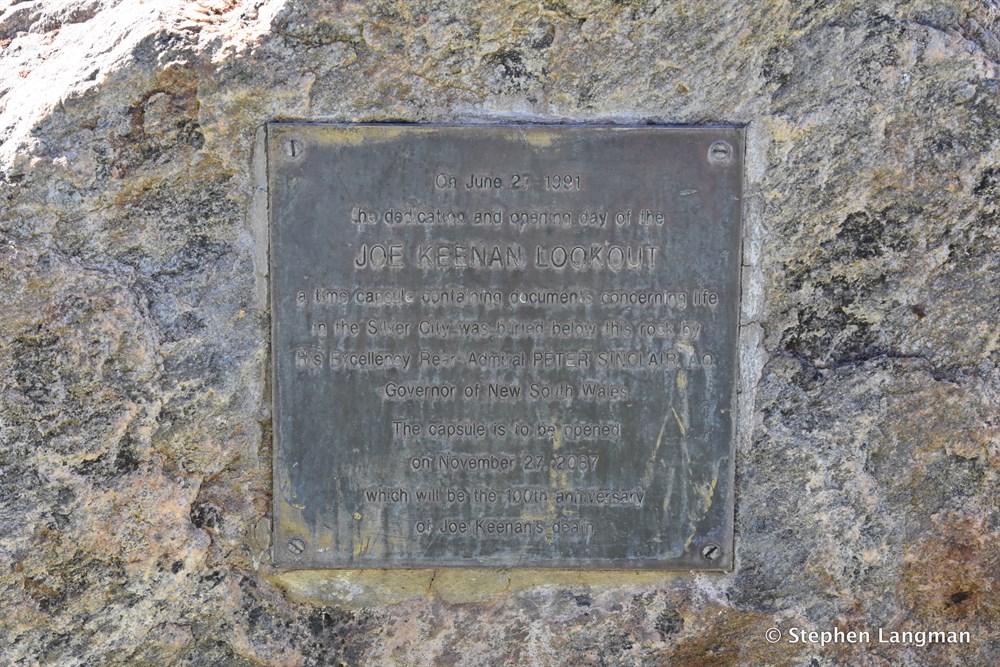 On June 27 1991
the dedication and opening day of the
JOE KEENAN LOOKOUT
a time capsule containing documents concerning life
in the Silver City was buried below this rock by
His Excellency Rear Admiral PETER SINCLAIR, AO.
Governor of New South Wales
The capsule is to be opened
on November 27, 2087
which will be the 100th anniversary
of Joe Keenan's death
© Stephen Langman